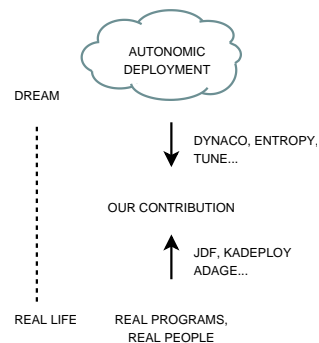 AUTONOMIC
DEPLOYMENT
DREAM
DYNACO, ENTROPY,
TUNE...
OUR CONTRIBUTION
JDF, KADEPLOY
ADAGE...
REAL LIFE
REAL PROGRAMS,
REAL PEOPLE